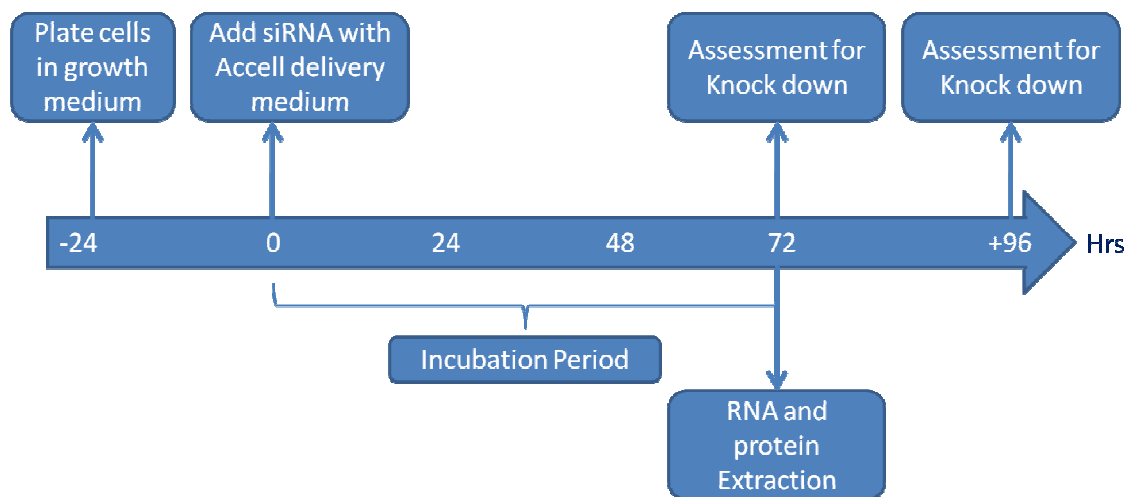 Plate cells
in growth
medium
Add siRNA with
Accell delivery
medium
Assessment for
Knock down
Assessment for
Knock down
-24 0 24 48 72 +96 Hrs
Incubation Period
RNA and
protein
Extraction